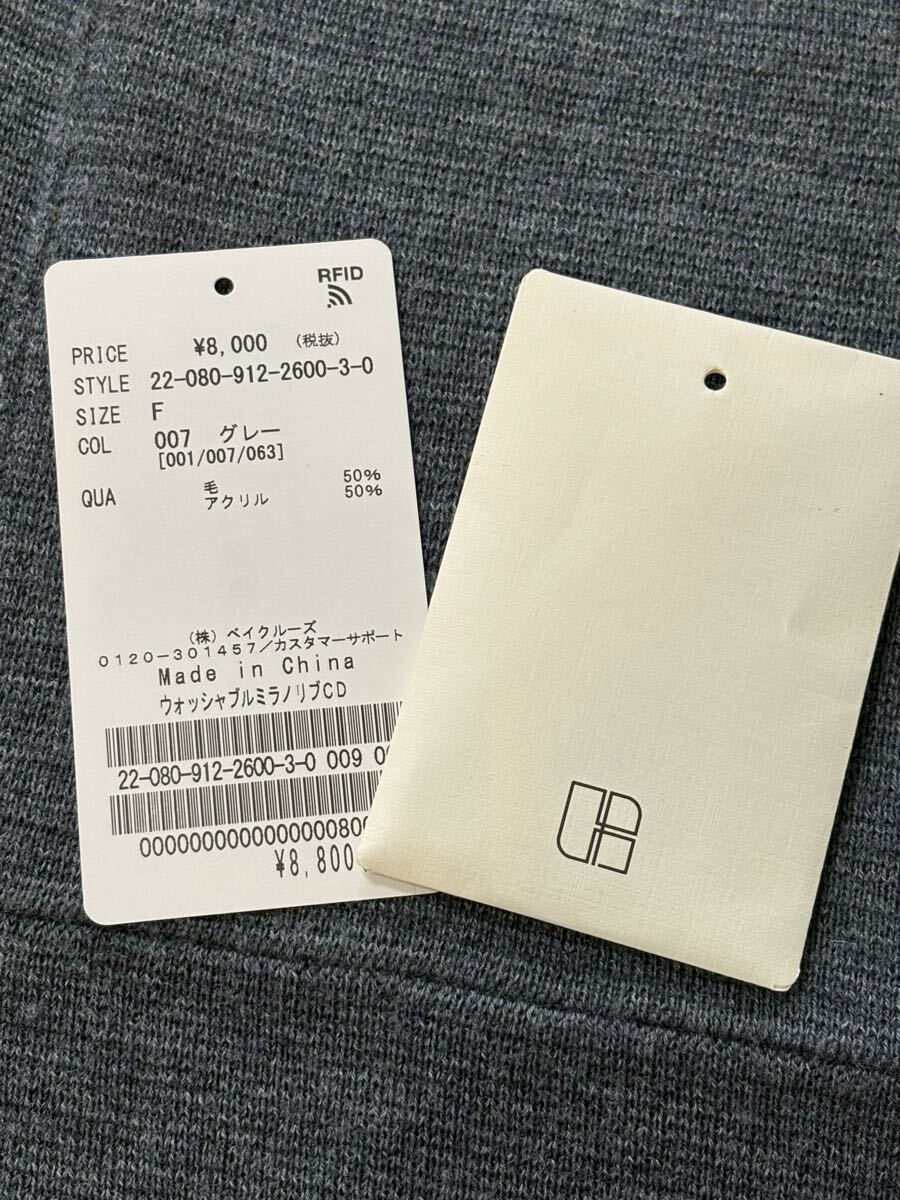 RFID
PRICE ¥8,000 (税抜)
STYLE 22-080-912-2600-3-0
SIZE F
COL 007 グレー
[001/007/063]
QUA 毛 50%
アクリル 50%
(株)ベイクルーズ
0120-301457/カスタマーサポート
Made in China
ウォッシャブルミラノリブCD
22-080-912-2600-3-0 009
¥8,800